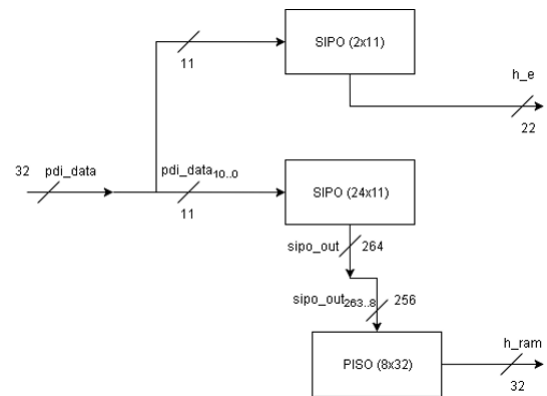 SIPO (2x11)
11
h_e
22
32 pdi_data
pdi_data10..0
11
SIPO (24x11)
sipo_out 264
sipo_out263..8 256
PISO (8x32)
h_ram
32